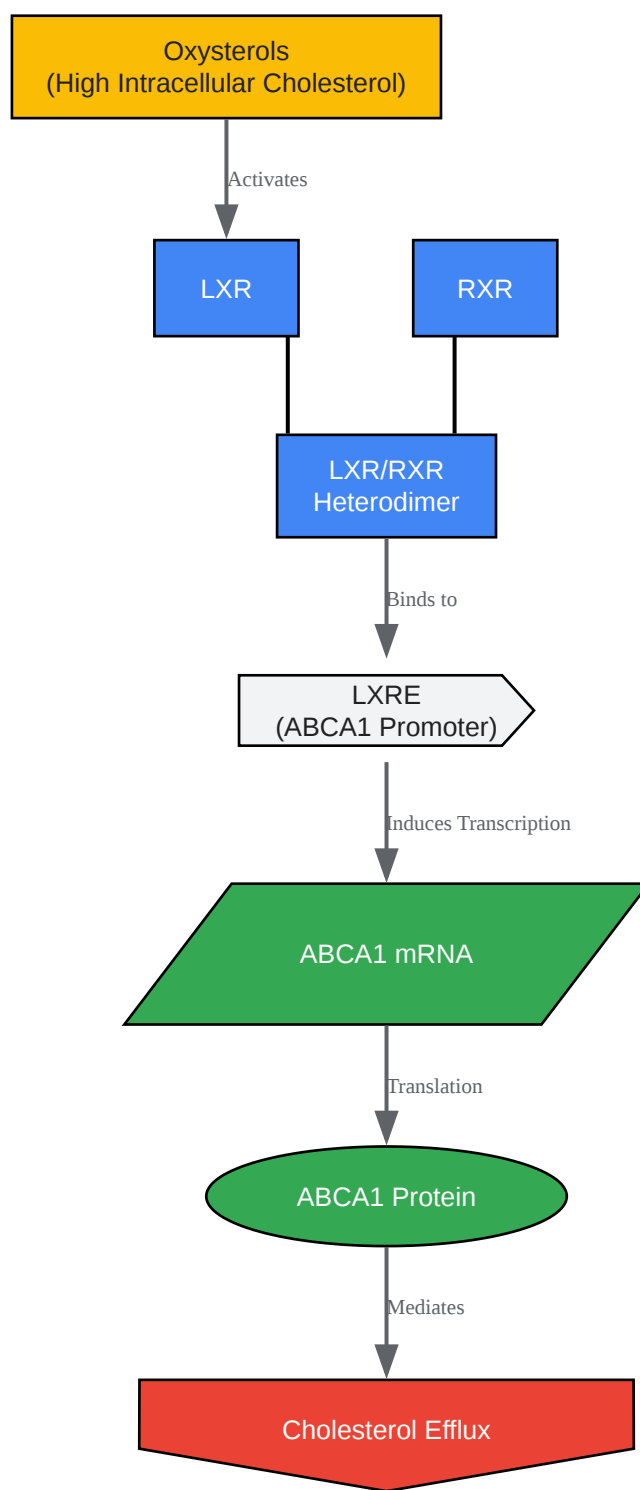 Oxysterols
(High Intracellular Cholesterol)
Activates
LXR
RXR
LXR/RXR
Heterodimer
Binds to
LXRE
(ABCA1 Promoter)
Induces Transcription
ABCA1 mRNA
Translation
ABCA1 Protein
Mediates
Cholesterol Efflux